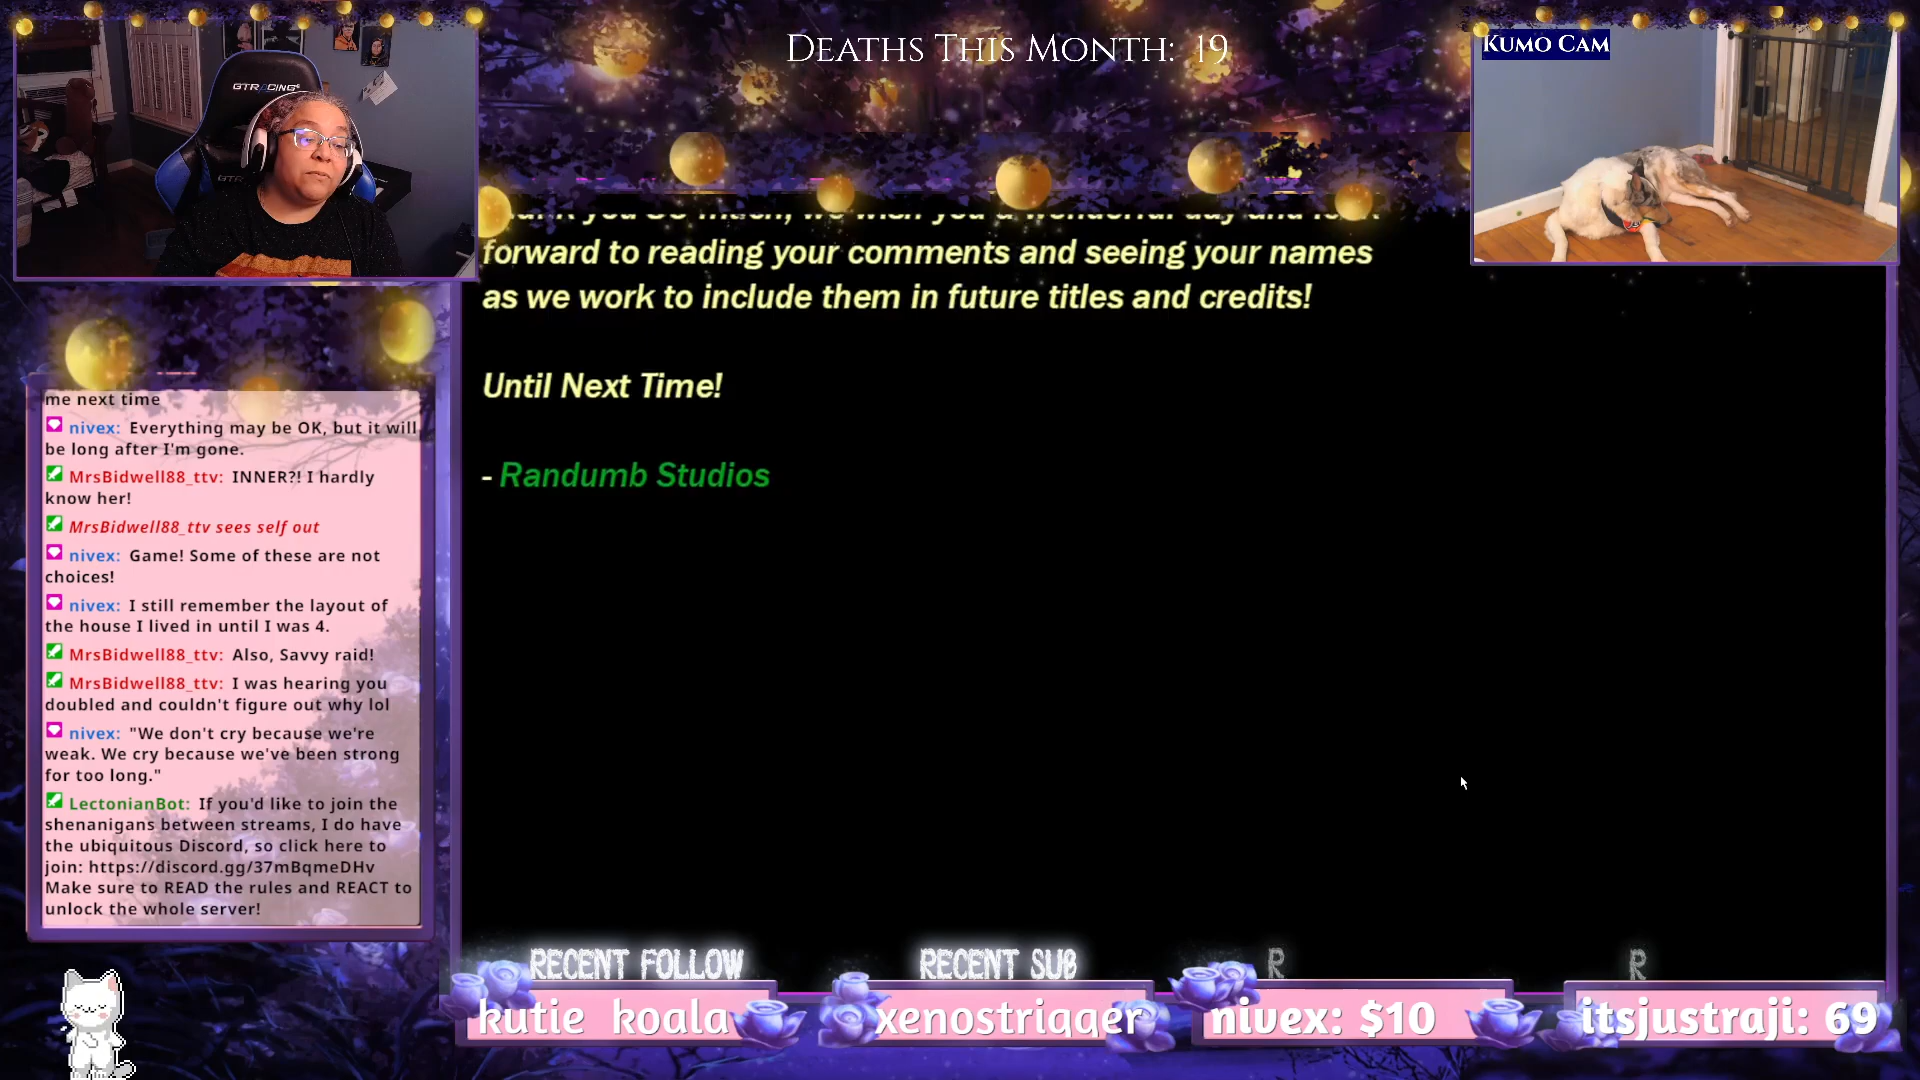 DEATHS THIS MONTH: 19
KUMO CAM
GTRACING
GTR
forward to reading your comments and seeing your names
as we work to include them in future titles and credits!
Until Next Time!
- Randumb Studios
me next time
nivex: Everything may be OK, but it will
be long after I'm gone.
MrsBidwell88_ttv: INNER?! I hardly
know her!
MrsBidwell88_ttv sees self out
nivex: Game! Some of these are not
choices!
nivex: I still remember the layout of
the house I lived in until I was 4.
MrsBidwell88_ttv: Also, Savvy raid!
MrsBidwell88_ttv: I was hearing you
doubled and couldn't figure out why lol
nivex: "We don't cry because we're
weak. We cry because we've been strong
for too long."
LectonianBot: If you'd like to join the
shenanigans between streams, I do have
the ubiquitous Discord, so click here to
join: https://discord.gg/37mBqmeDHv
Make sure to READ the rules and REACT to
unlock the whole server!
RECENT FOLLOW
RECENT SUB
R
R
kutie_koala
xenostrigger
nivex: $10
itsjustraji: 69